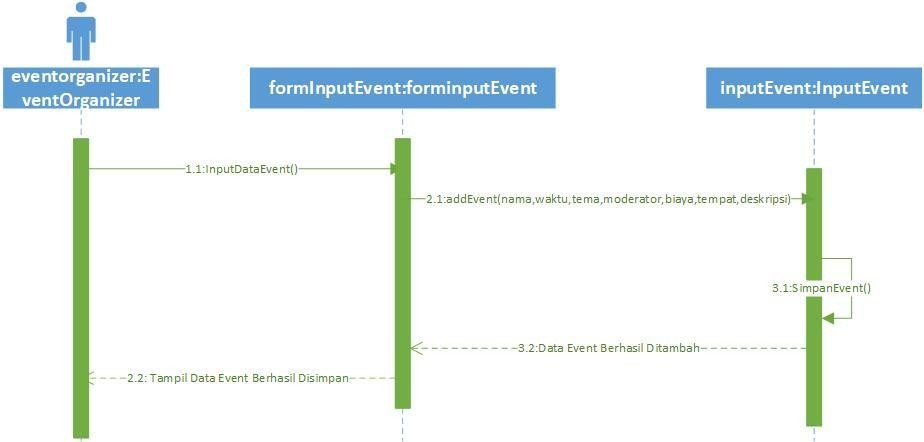 eventorganizer:E
ventOrganizer
formInputEvent:forminputEvent
inputEvent:InputEvent
1.1:InputDataEvent()
2.1:addEvent(nama,waktu,tema,moderator,biaya,tempat,deskripsi)
3.1:SimpanEvent()
3.2:Data Event Berhasil Ditambah
2.2: Tampil Data Event Berhasil Disimpan